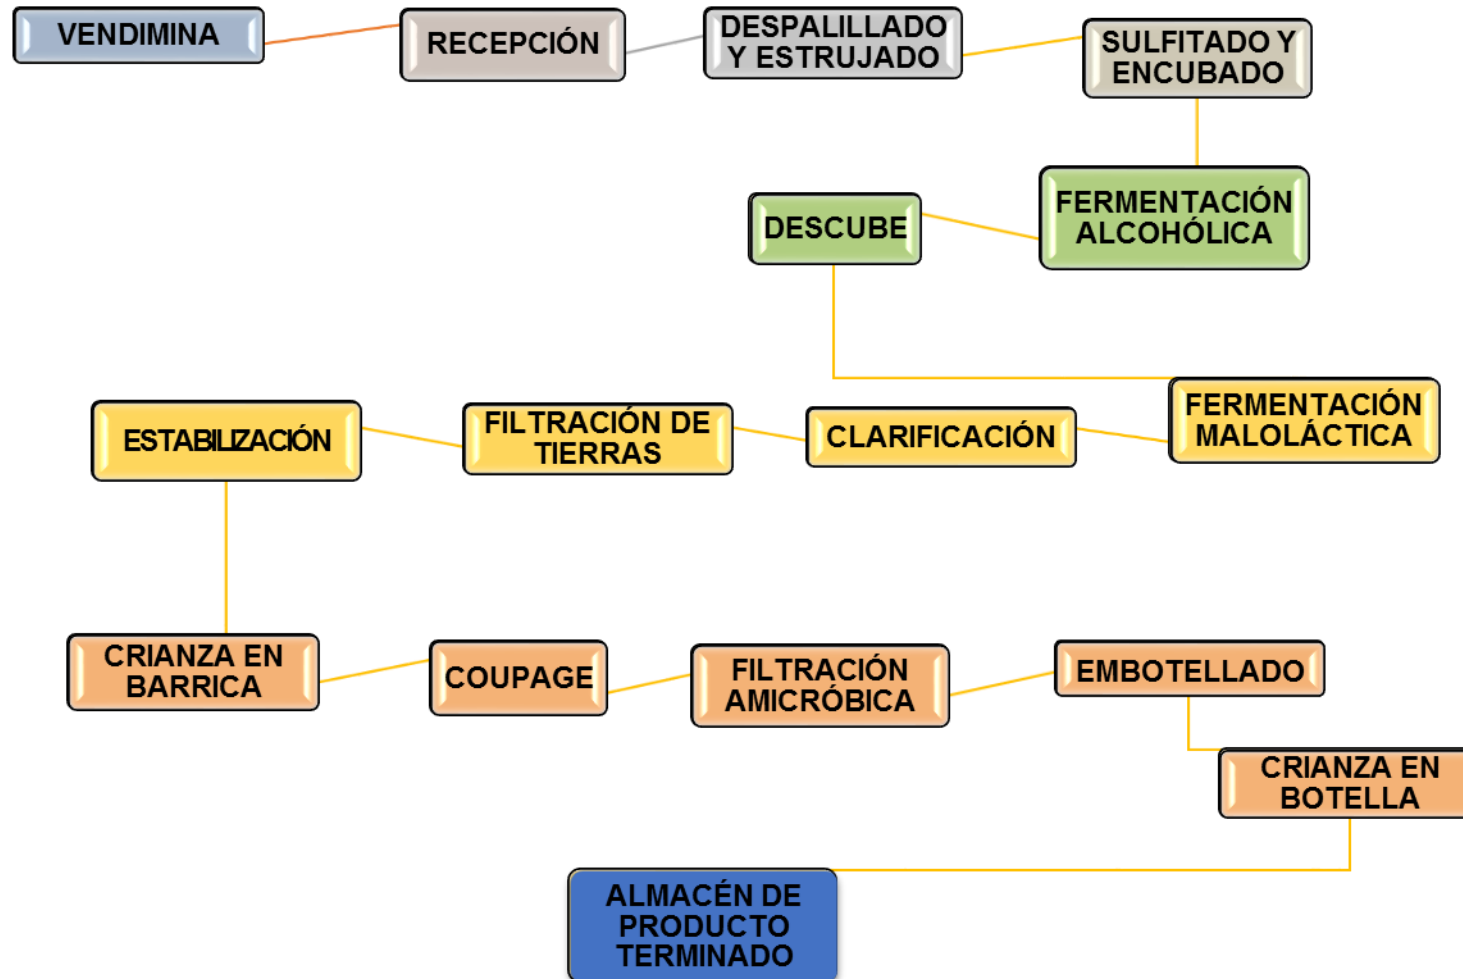 VENDIMINA
RECEPCIÓN
DESPALILLADO
Y ESTRUJADO
SULFITADO Y
ENCUBADO
FERMENTACIÓN
ALCOHÓLICA
DESCUBE
FERMENTACIÓN
MALOLÁCTICA
CLARIFICACIÓN
FILTRACIÓN DE
TIERRAS
ESTABILIZACIÓN
CRIANZA EN
BARRICA
COUPAGE
FILTRACIÓN
AMICRÓBICA
EMBOTELLADO
CRIANZA EN
BOTELLA
ALMACÉN DE
PRODUCTO
TERMINADO